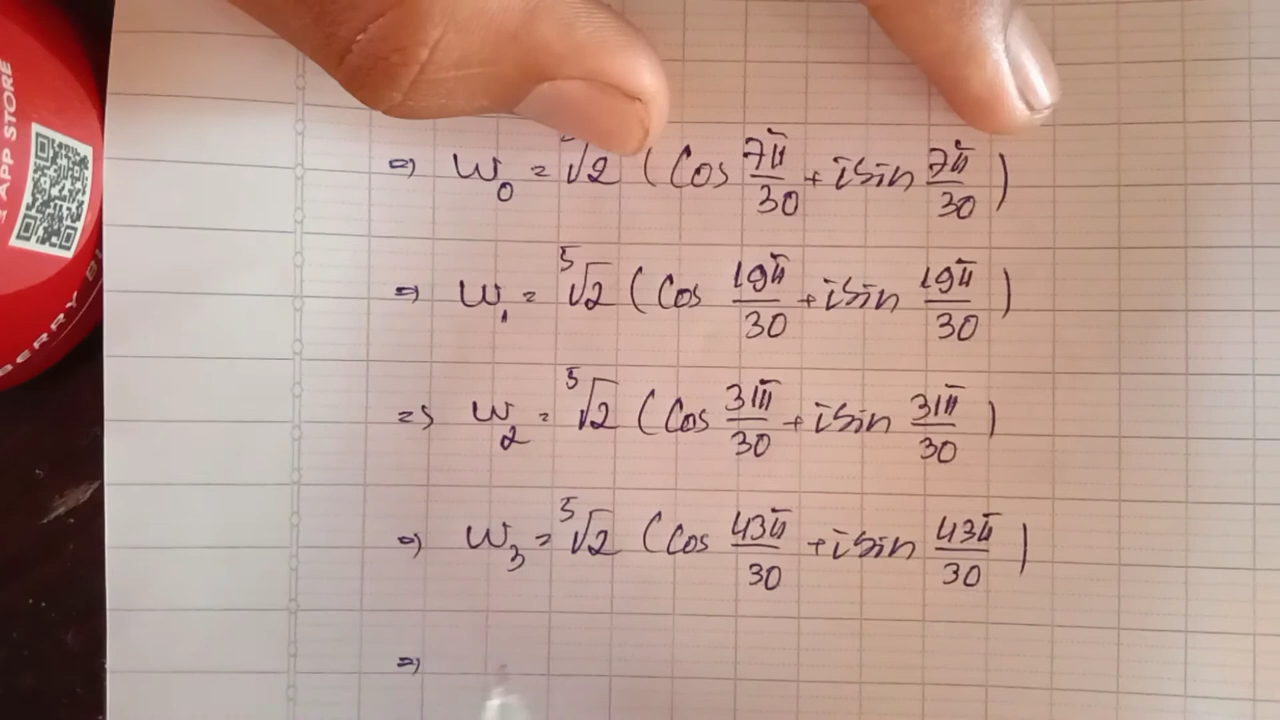 APP STORE
BERRY B
=> W₀ = √2 (Cos 7π/30 + i Sin 7π/30)
=> W₁ = ⁵√2 (Cos 19π/30 + i Sin 19π/30)
=> W₂ = ⁵√2 (Cos 31π/30 + i Sin 31π/30)
=> W₃ = ⁵√2 (Cos 43π/30 + i Sin 43π/30)
=>